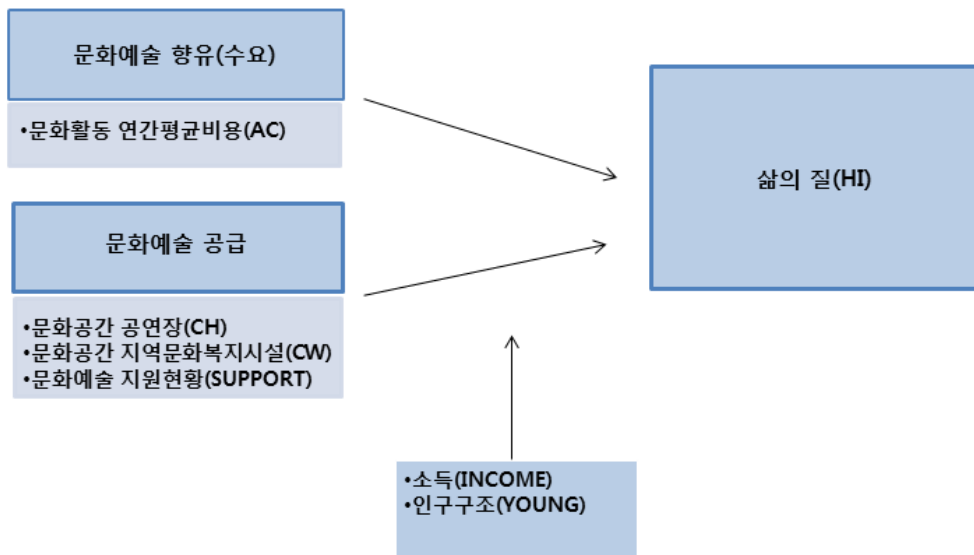 문화예술 향유(수요)
•문화활동 연간평균비용(AC)
삶의 질(HI)
문화예술 공급
•문화공간 공연장(CH)
•문화공간 지역문화복지시설(CW)
•문화예술 지원현황(SUPPORT)
•소득(INCOME)
•인구구조(YOUNG)